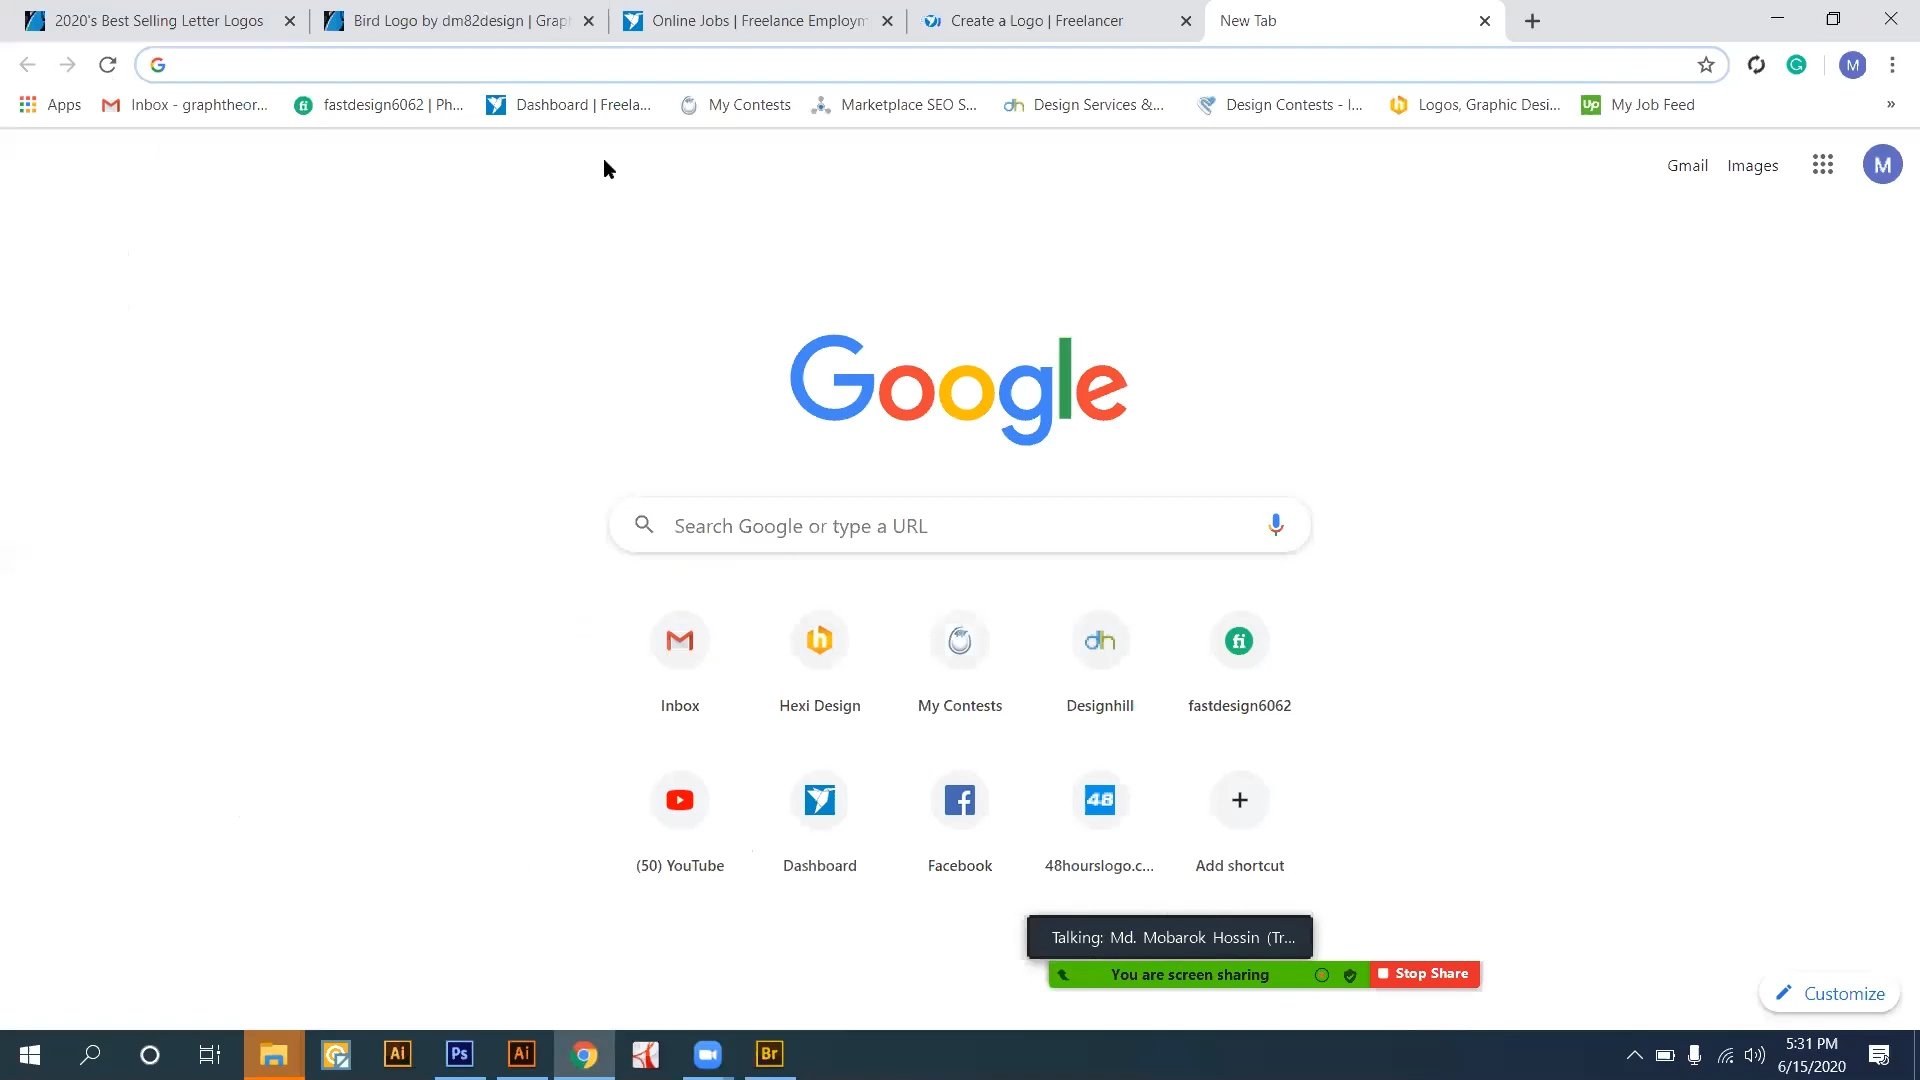 2020's Best Selling Letter Logos
Bird Logo by dm82design | Grap
Online Jobs | Freelance Employm
Create a Logo | Freelancer
New Tab
M
Apps
Inbox - graphtheor...
fastdesign6062 | Ph...
Dashboard | Freela...
My Contests
Marketplace SEO S...
Design Services &...
Design Contests - I...
Logos, Graphic Desi...
My Job Feed
»
Gmail
Images
M
Google
Search Google or type a URL
Inbox
Hexi Design
My Contests
Designhill
fastdesign6062
(50) YouTube
Dashboard
Facebook
48hourslogo.c...
Add shortcut
Talking: Md. Mobarok Hossin (Tr...
You are screen sharing
Stop Share
Customize
Ai
Ps
Ai
Br
5:31 PM
6/15/2020